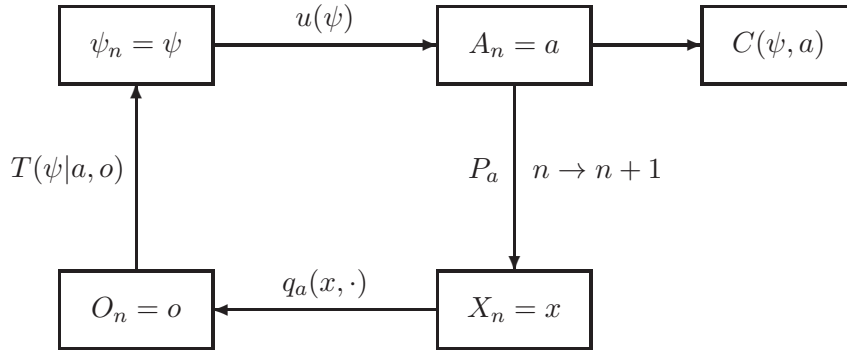 u(ψ)
ψ_n = ψ
A_n = a
C(ψ, a)
T(ψ|a, o)
P_a
n → n + 1
q_a(x, ·)
O_n = o
X_n = x